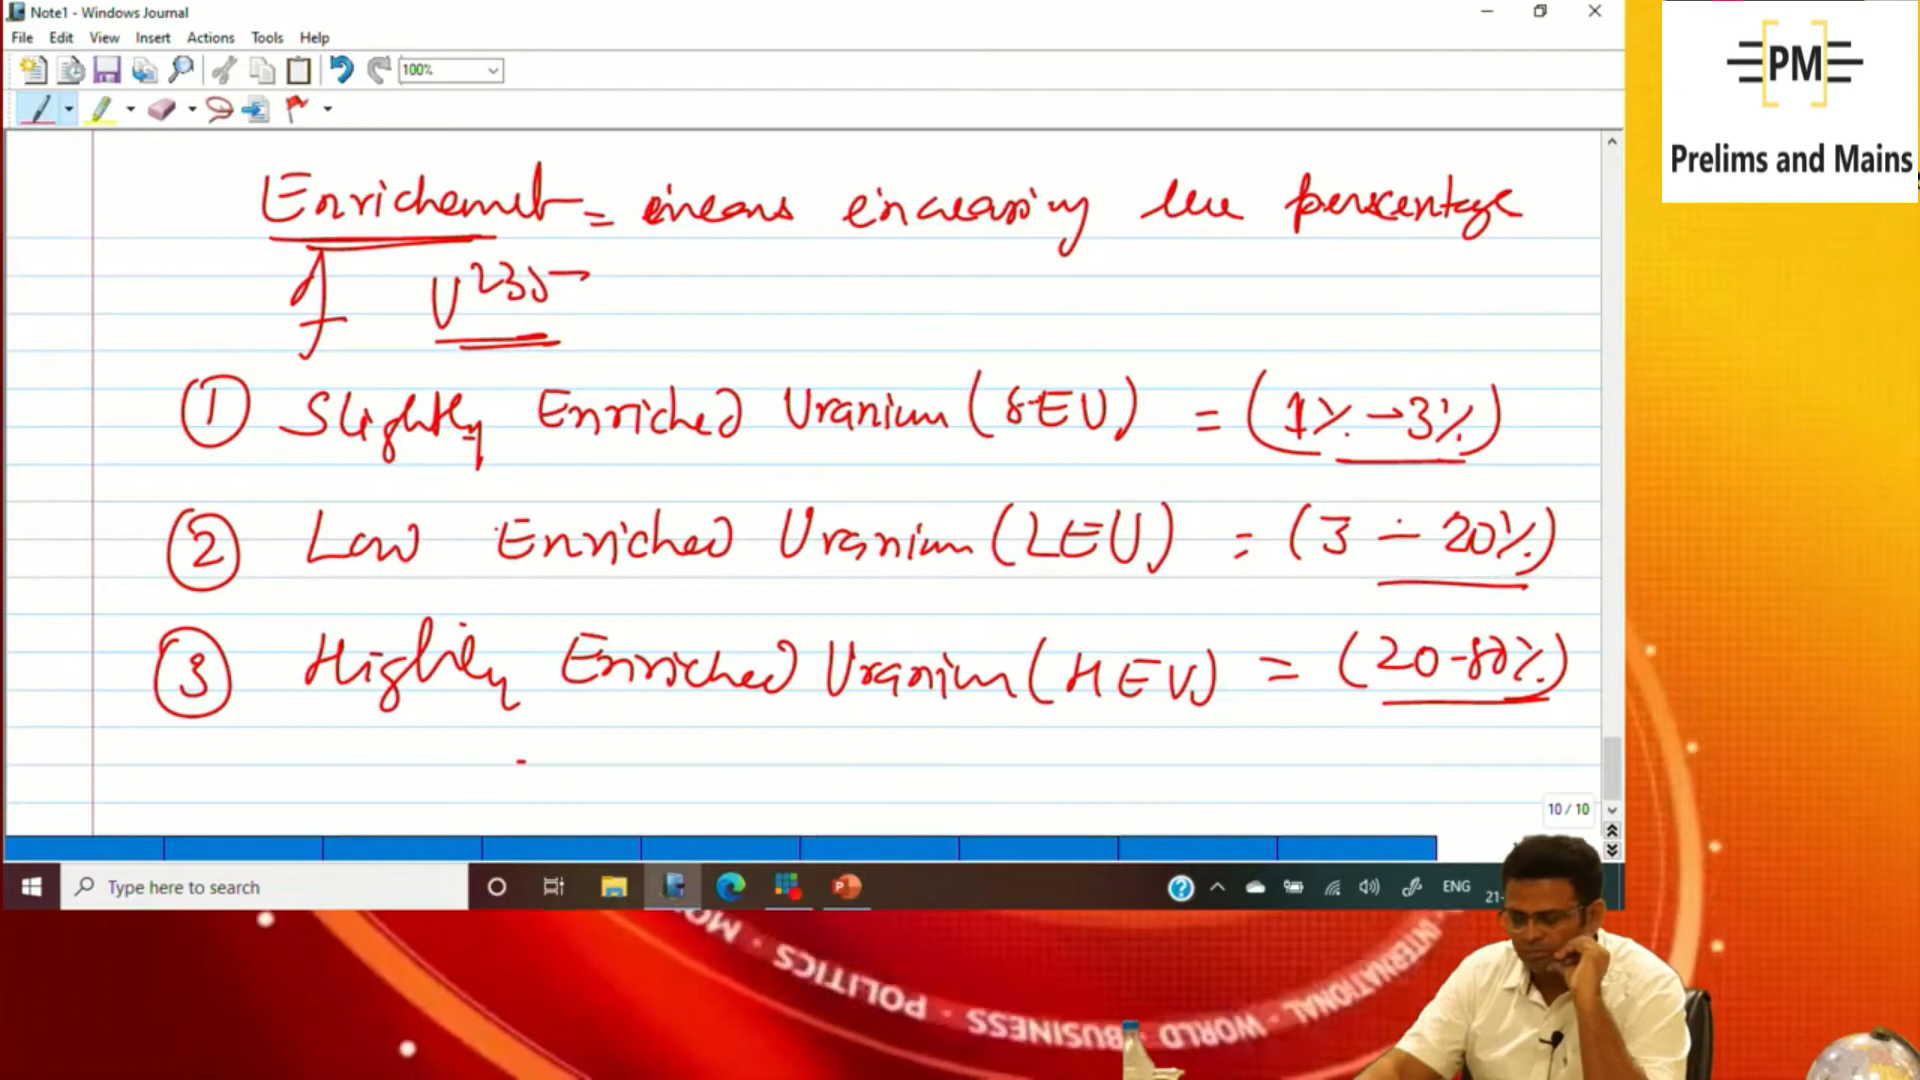 Note1 - Windows Journal
File Edit View Insert Actions Tools Help
100%
[PM]
Prelims and Mains
Enrichemet = means increasing the percentage
of U235
① Slightly Enriched Uranium (SEU) = (1% - 3%)
② Low Enriched Uranium (LEU) = (3 - 20%)
③ Highly Enriched Uranium (HEU) = (20-80%)
10 / 10
Type here to search
ENG
21-
POLITICS · BUSINESS · WORLD · INTERNATIONAL